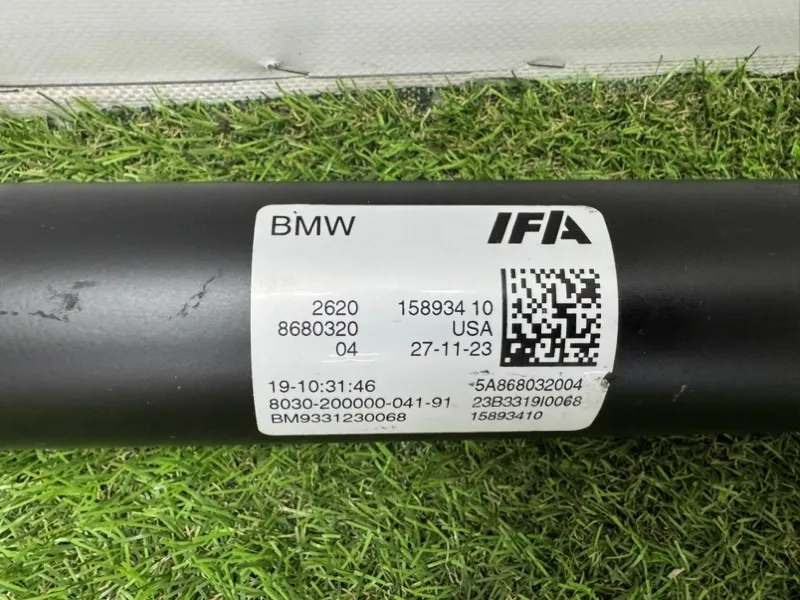 BMW IFA
2620 158934 10
8680320 USA
04 27-11-23
19-10:31:46 5A868032004
8030-200000-041-91 23B3319I0068
BM9331230068 15893410